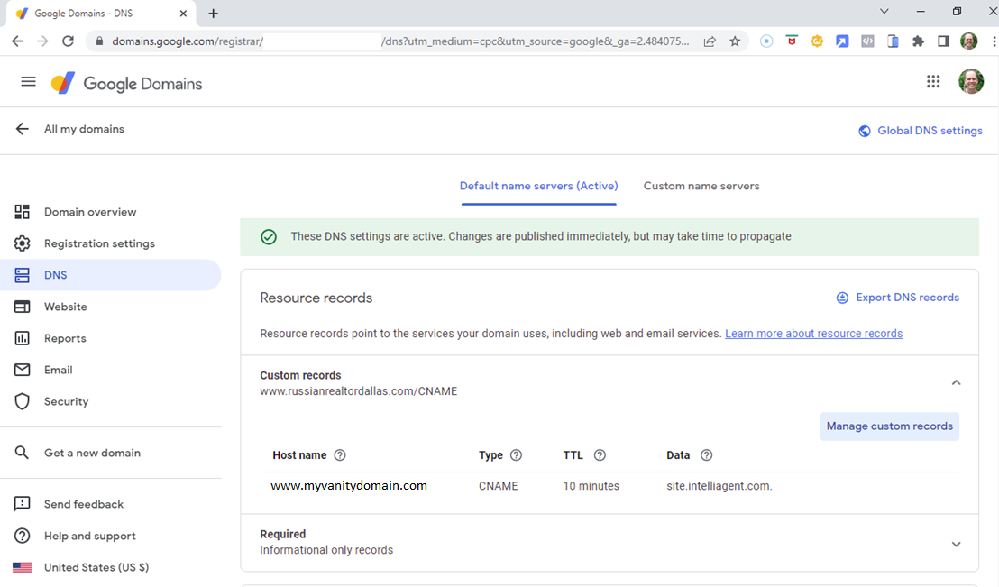 Google Domains - DNS
domains.google.com/registrar/ /dns?utm_medium=cpc&utm_source=google&_ga=2.484075...
Google Domains
All my domains
Global DNS settings
Default name servers (Active) Custom name servers
Domain overview
Registration settings
DNS
Website
Reports
Email
Security
Get a new domain
Send feedback
Help and support
United States (US $)
These DNS settings are active. Changes are published immediately, but may take time to propagate
Resource records
Export DNS records
Resource records point to the services your domain uses, including web and email services. Learn more about resource records
Custom records
www.russianrealtordallas.com/CNAME
Manage custom records
Host name Type TTL Data
www.myvanitydomain.com CNAME 10 minutes site.intelliagent.com.
Required
Informational only records